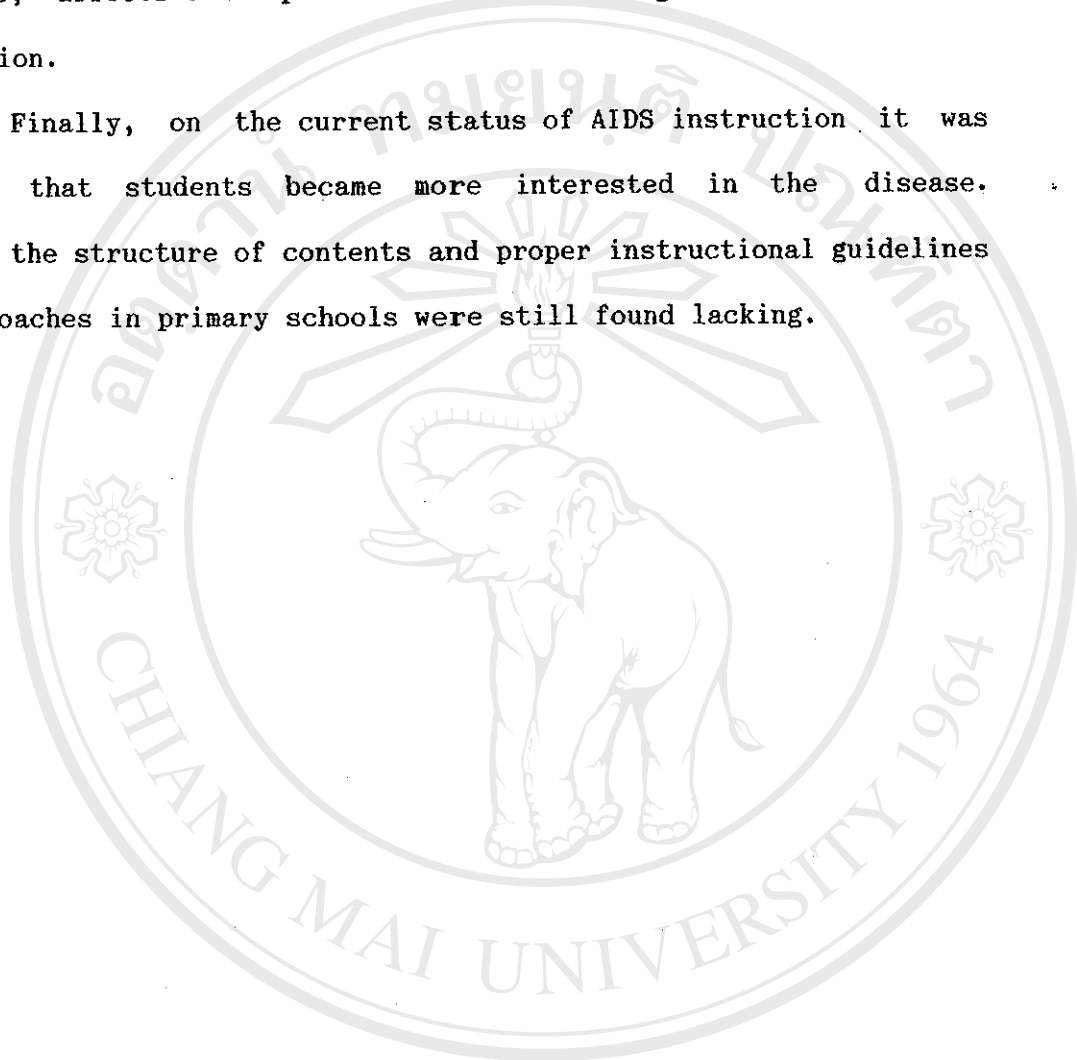 ion.
Finally, on the current status of AIDS instruction it was
that students became more interested in the disease.
the structure of contents and proper instructional guidelines
oaches in primary schools were still found lacking.
CHIANG MAI UNIVERSITY 1964